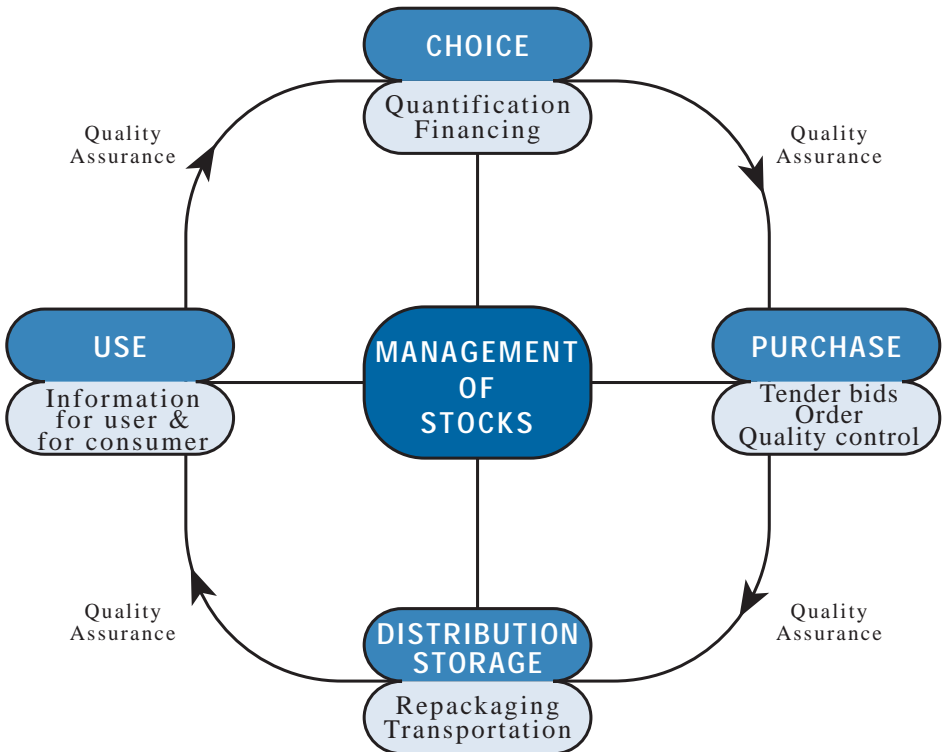 CHOICE
Quantification
Financing
Quality
Assurance
Quality
Assurance
USE
Information
for user &
for consumer
MANAGEMENT
OF
STOCKS
PURCHASE
Tender bids
Order
Quality control
Quality
Assurance
Quality
Assurance
DISTRIBUTION
STORAGE
Repackaging
Transportation